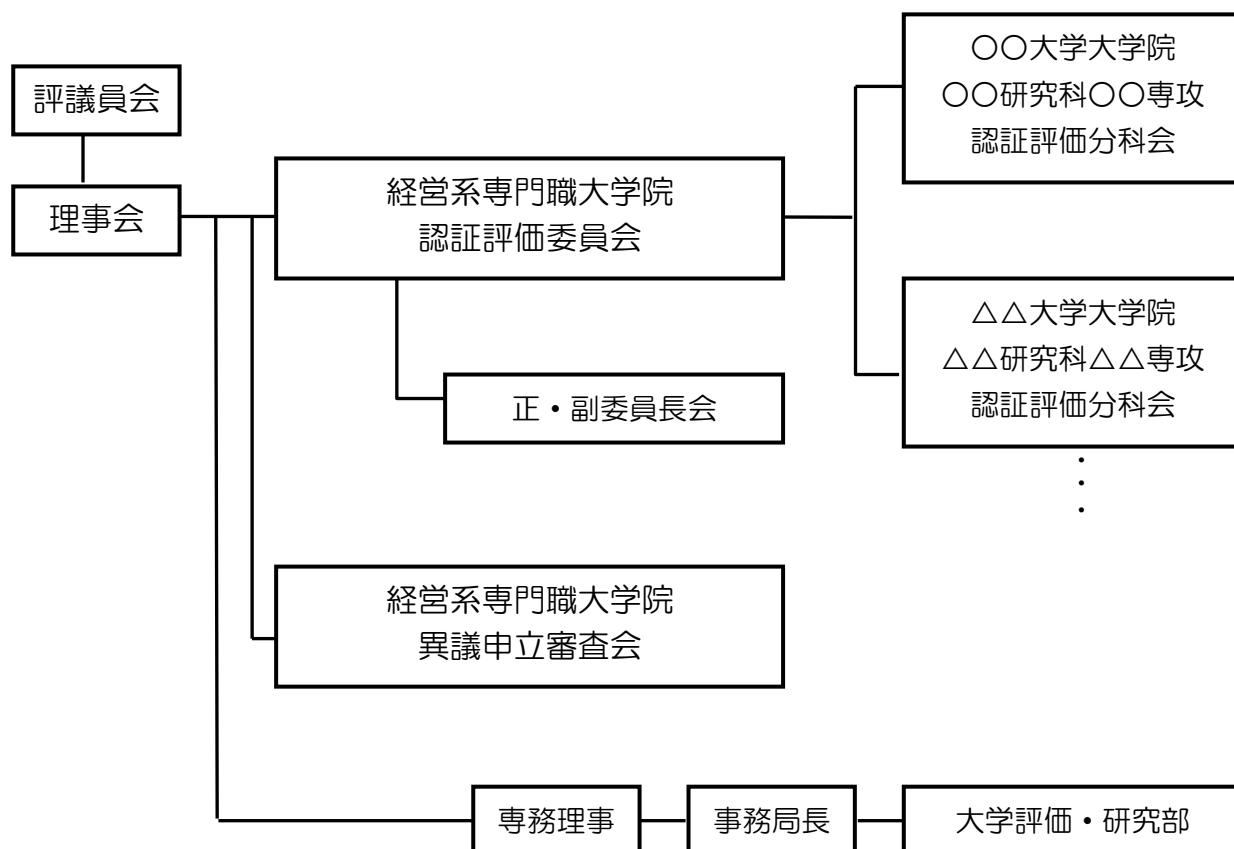 評議員会
理事会
経営系専門職大学院
認証評価委員会
正・副委員長会
経営系専門職大学院
異議申立審査会
専務理事
事務局長
大学評価・研究部
〇〇大学大学院
〇〇研究科〇〇専攻
認証評価分科会
△△大学大学院
△△研究科△△専攻
認証評価分科会
・
・
・